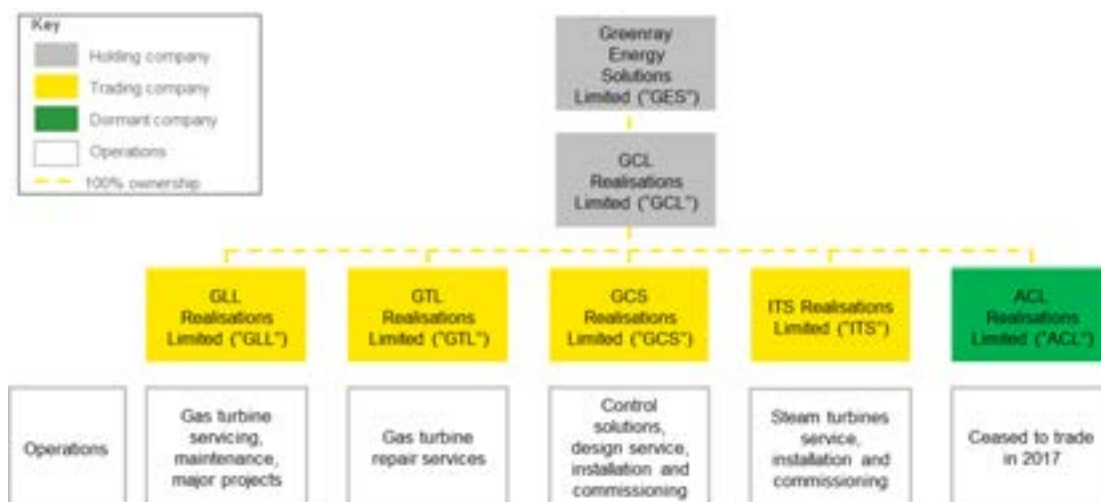 Key
Holding company
Trading company
Dormant company
Operations
100% ownership
Greenray
Energy
Solutions
Limited ("GES")
GCL
Realisations
Limited ("GCL")
GLL
Realisations
Limited ("GLL")
GTL
Realisations
Limited ("GTL")
GCS
Realisations
Limited ("GCS")
ITS Realisations
Limited ("ITS")
ACL
Realisations
Limited ("ACL")
Operations
Gas turbine
servicing,
maintenance,
major projects
Gas turbine
repair services
Control
solutions,
design service,
installation and
commissioning
Steam turbines
service,
installation and
commissioning
Ceased to trade
in 2017